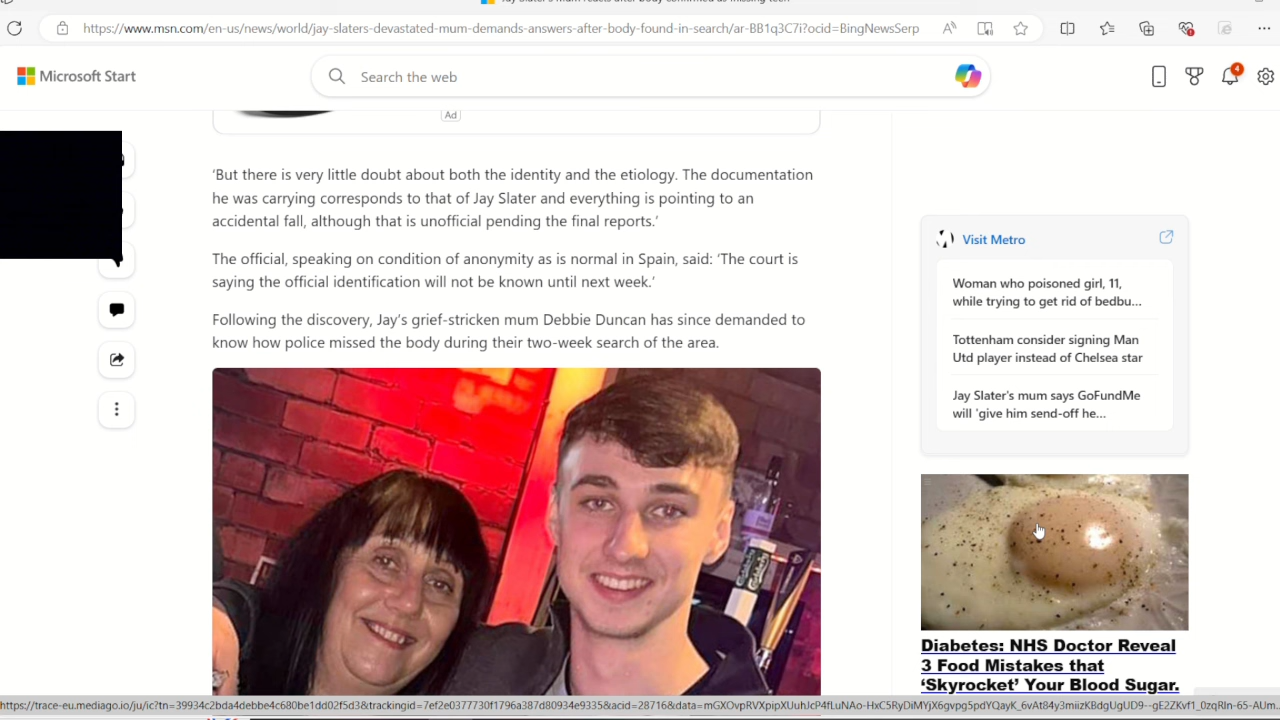 https://www.msn.com/en-us/news/world/jay-slaters-devastated-mum-demands-answers-after-body-found-in-search/ar-BB1q3C7i?ocid=BingNewsSerp
Microsoft Start
Search the web
4
Ad
‘But there is very little doubt about both the identity and the etiology. The documentation
he was carrying corresponds to that of Jay Slater and everything is pointing to an
accidental fall, although that is unofficial pending the final reports.’
The official, speaking on condition of anonymity as is normal in Spain, said: ‘The court is
saying the official identification will not be known until next week.’
Following the discovery, Jay’s grief-stricken mum Debbie Duncan has since demanded to
know how police missed the body during their two-week search of the area.
Visit Metro
Woman who poisoned girl, 11,
while trying to get rid of bedbu...
Tottenham consider signing Man
Utd player instead of Chelsea star
Jay Slater's mum says GoFundMe
will 'give him send-off he...
Diabetes: NHS Doctor Reveal
3 Food Mistakes that
‘Skyrocket’ Your Blood Sugar.